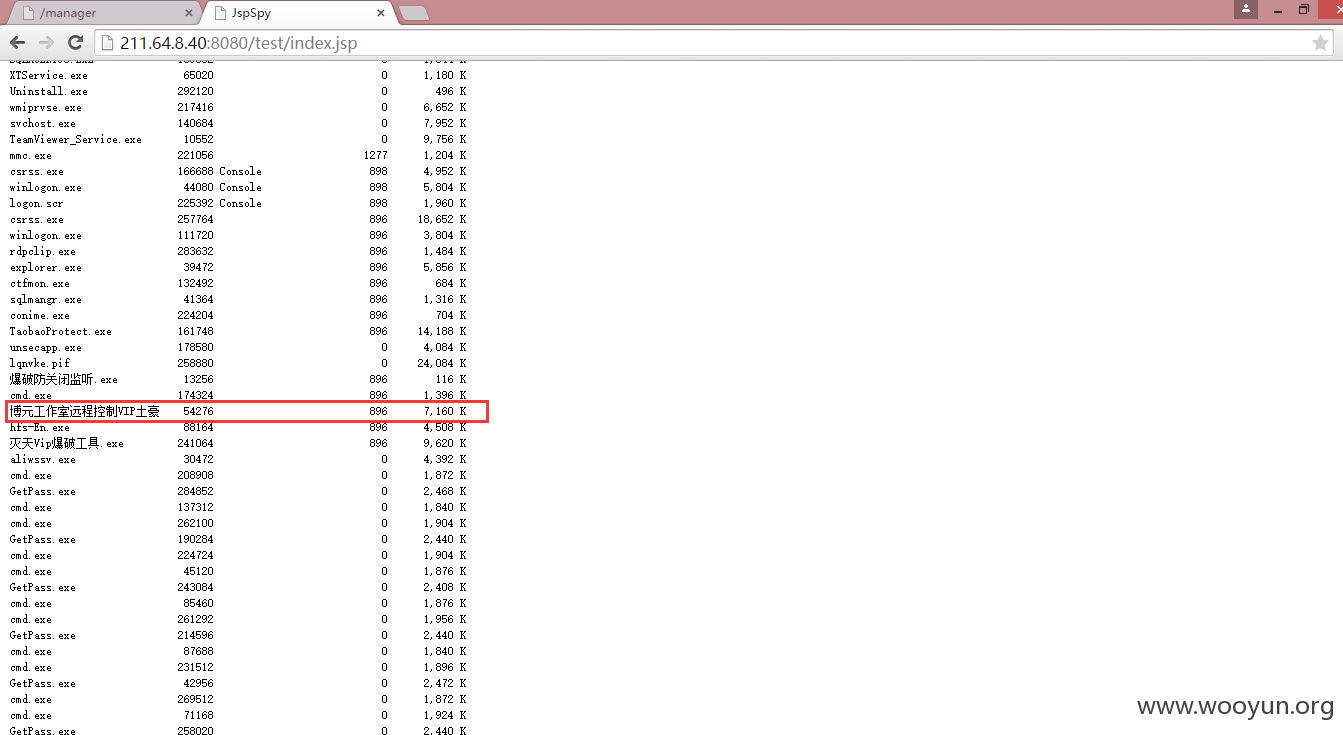 /manager
JspSpy
211.64.8.40:8080/test/index.jsp
XTService.exe 65020 0 1,180 K
Uninstall.exe 292120 0 496 K
wmiprvse.exe 217416 0 6,652 K
svchost.exe 140684 0 7,952 K
TeamViewer_Service.exe 10552 0 9,756 K
mmc.exe 221056 1277 1,204 K
csrss.exe 166688 Console 898 4,952 K
winlogon.exe 44080 Console 898 5,804 K
logon.scr 225392 Console 898 1,960 K
csrss.exe 257764 896 18,652 K
winlogon.exe 111720 896 3,804 K
rdpclip.exe 283632 896 1,484 K
explorer.exe 39472 896 5,856 K
ctfmon.exe 132492 896 684 K
sqlmangr.exe 41364 896 1,316 K
conime.exe 224204 896 704 K
TaobaoProtect.exe 161748 896 14,188 K
unsecapp.exe 178580 0 4,084 K
lqnvke.pif 258880 0 24,084 K
爆破防关闭监听.exe 13256 896 116 K
cmd.exe 174324 896 1,396 K
博元工作室远程控制VIP土豪 54276 896 7,160 K
hfs-En.exe 88164 896 4,508 K
灭天Vip爆破工具.exe 241064 896 9,620 K
aliwssv.exe 30472 0 4,392 K
cmd.exe 208908 0 1,872 K
GetPass.exe 284852 0 2,468 K
cmd.exe 137312 0 1,840 K
cmd.exe 262100 0 1,904 K
GetPass.exe 190284 0 2,440 K
cmd.exe 224724 0 1,904 K
cmd.exe 45120 0 1,876 K
GetPass.exe 243084 0 2,408 K
cmd.exe 85460 0 1,876 K
cmd.exe 261292 0 1,956 K
GetPass.exe 214596 0 2,440 K
cmd.exe 87688 0 1,840 K
cmd.exe 231512 0 1,896 K
GetPass.exe 42956 0 2,472 K
cmd.exe 269512 0 1,872 K
cmd.exe 71168 0 1,924 K
GetPass.exe 258020 0 2,440 K
www.wooyun.org